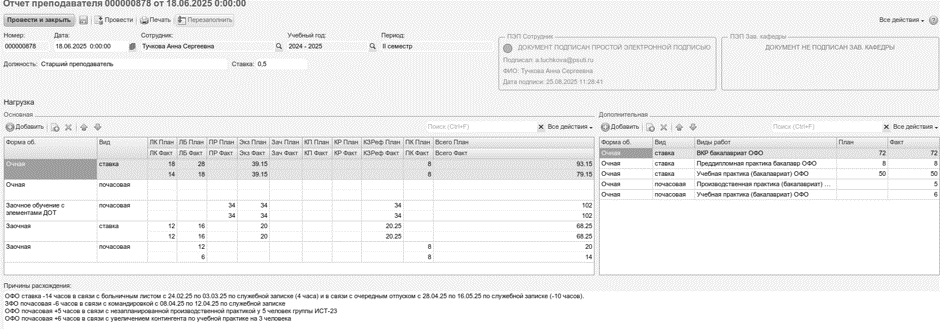 Отчет преподавателя 000000878 от 18.06.2025 0:00:00
Провести и закрыть Провести Печать Перезаполнить Все действия
Номер: Дата: Сотрудник: Учебный год: Период:
000000878 18.06.2025 0:00:00 Тучкова Анна Сергеевна 2024 - 2025 II семестр
Должность: Старший преподаватель Ставка: 0,5
ПЭП Сотрудник
ДОКУМЕНТ ПОДПИСАН ПРОСТОЙ ЭЛЕКТРОННОЙ ПОДПИСЬЮ
Подписал: a.tuchkova@psuti.ru
ФИО: Тучкова Анна Сергеевна
Дата подписи: 25.08.2025 11:28:41
ПЭП Зав. кафедры
ДОКУМЕНТ НЕ ПОДПИСАН ЗАВ. КАФЕДРЫ
Нагрузка
Основная
Добавить Поиск (Ctrl+F) Все действия
Форма об. Вид ЛК План ЛБ План ПР План Экз План Зач План КП План КР План КЗРеф План ПК План Всего План
ЛК Факт ЛБ Факт ПР Факт Экз Факт Зач Факт КП Факт КР Факт КЗРеф Факт ПК Факт Всего Факт
Очная ставка 18 28 39.15 8 93.15
14 18 39.15 8 79.15
Очная почасовая
Заочное обучение с элементами ДОТ почасовая 34 34 34 102
34 34 34 102
Заочная ставка 12 16 20 20.25 68.25
12 16 20 20.25 68.25
Заочная почасовая 12 8 20
6 8 14
Дополнительная
Добавить Поиск (Ctrl+F) Все действия
Форма об. Вид Виды работ План Факт
Очная ставка ВКР бакалавриат ОФО 72 72
Очная ставка Преддипломная практика бакалавр ОФО 8 8
Очная ставка Учебная практика (бакалавриат) ОФО 50 50
Очная почасовая Производственная практика (бакалавриат) ... 5
Очная почасовая Учебная практика (бакалавриат) ОФО 6
Причины расхождения:
ОФО ставка -14 часов в связи с больничным листом с 24.02.25 по 03.03.25 по служебной записке (4 часа) и в связи с очередным отпуском с 28.04.25 по 16.05.25 по служебной записке (-10 часов).
ЗФО почасовая -6 часов в связи с командировкой с 08.04.25 по 12.04.25 по служебной записке
ОФО почасовая +5 часов в связи с незапланированной производственной практикой у 5 человек группы ИСТ-23
ОФО почасовая +6 часов в связи с увеличением контингента по учебной практике на 3 человека